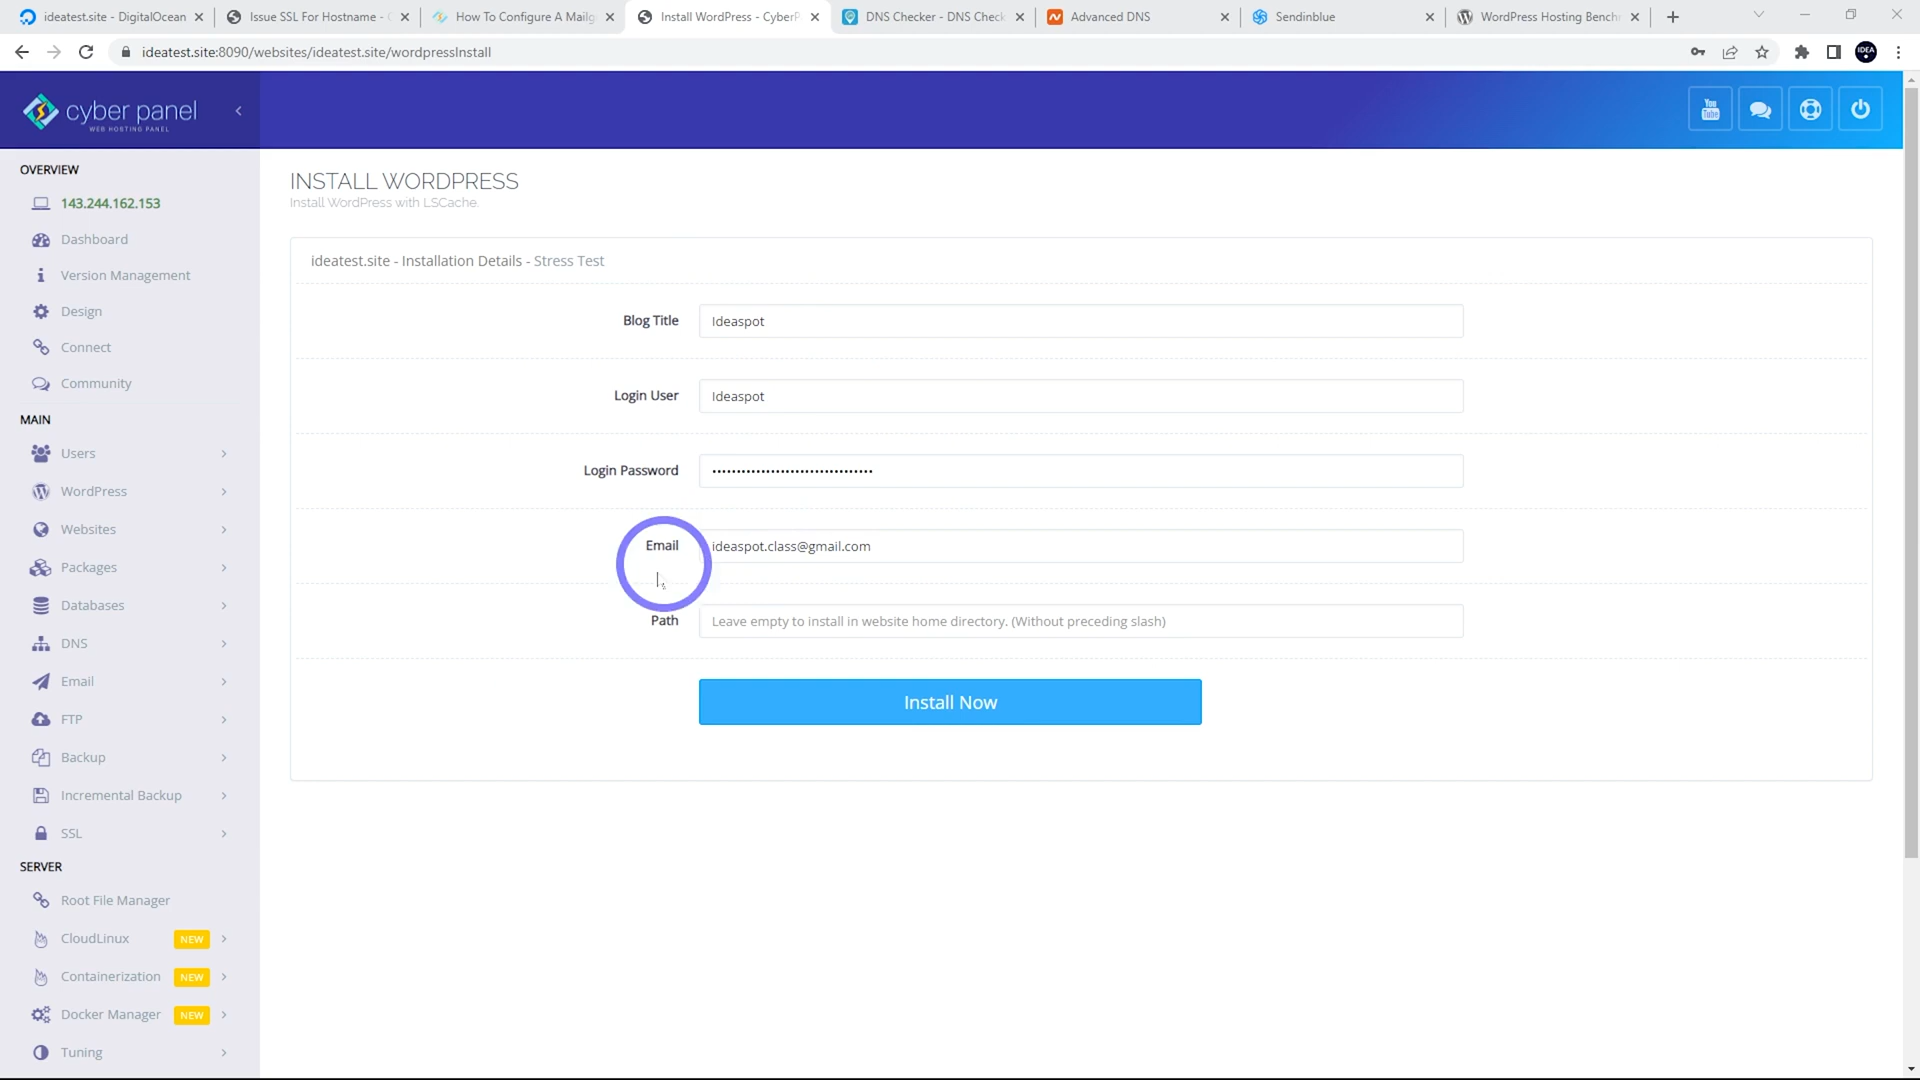 ideatest.site - DigitalOcean
Issue SSL For Hostname -
How To Configure A Mailg
Install WordPress - CyberP
DNS Checker - DNS Check
Advanced DNS
Sendinblue
WordPress Hosting Bench
ideatest.site:8090/websites/ideatest.site/wordpressInstall
IDEA
cyber panel
WEB HOSTING PANEL
You
Tube
OVERVIEW
143.244.162.153
Dashboard
Version Management
Design
Connect
Community
MAIN
Users
WordPress
Websites
Packages
Databases
DNS
Email
FTP
Backup
Incremental Backup
SSL
SERVER
Root File Manager
CloudLinux NEW
Containerization NEW
Docker Manager NEW
Tuning
INSTALL WORDPRESS
Install WordPress with LSCache.
ideatest.site - Installation Details - Stress Test
Blog Title Ideaspot
Login User Ideaspot
Login Password •••••••••••••••••••••••••••••••••
Email ideaspot.class@gmail.com
Path Leave empty to install in website home directory. (Without preceding slash)
Install Now